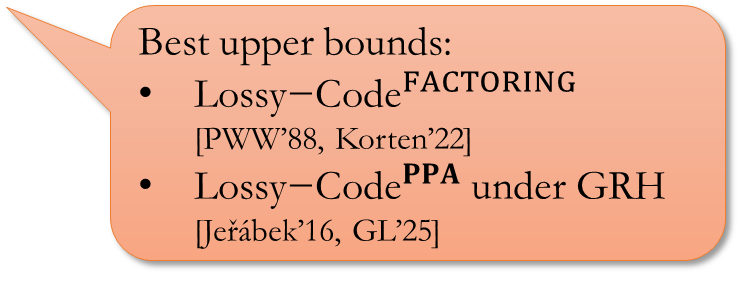 Best upper bounds:
• Lossy−Code^FACTORING
[PWW’88, Korten’22]
• Lossy−Code^PPA under GRH
[Jeřábek’16, GL’25]